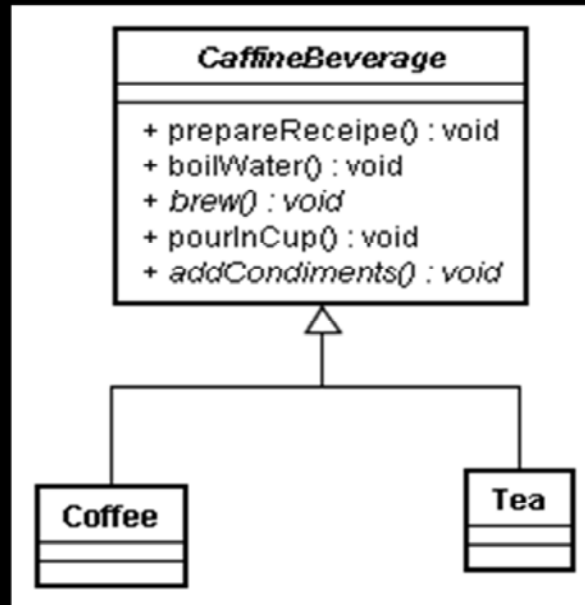 CaffineBeverage
+ prepareReceipe() : void
+ boilWater() : void
+ brew() : void
+ pourInCup() : void
+ addCondiments() : void
Coffee
Tea